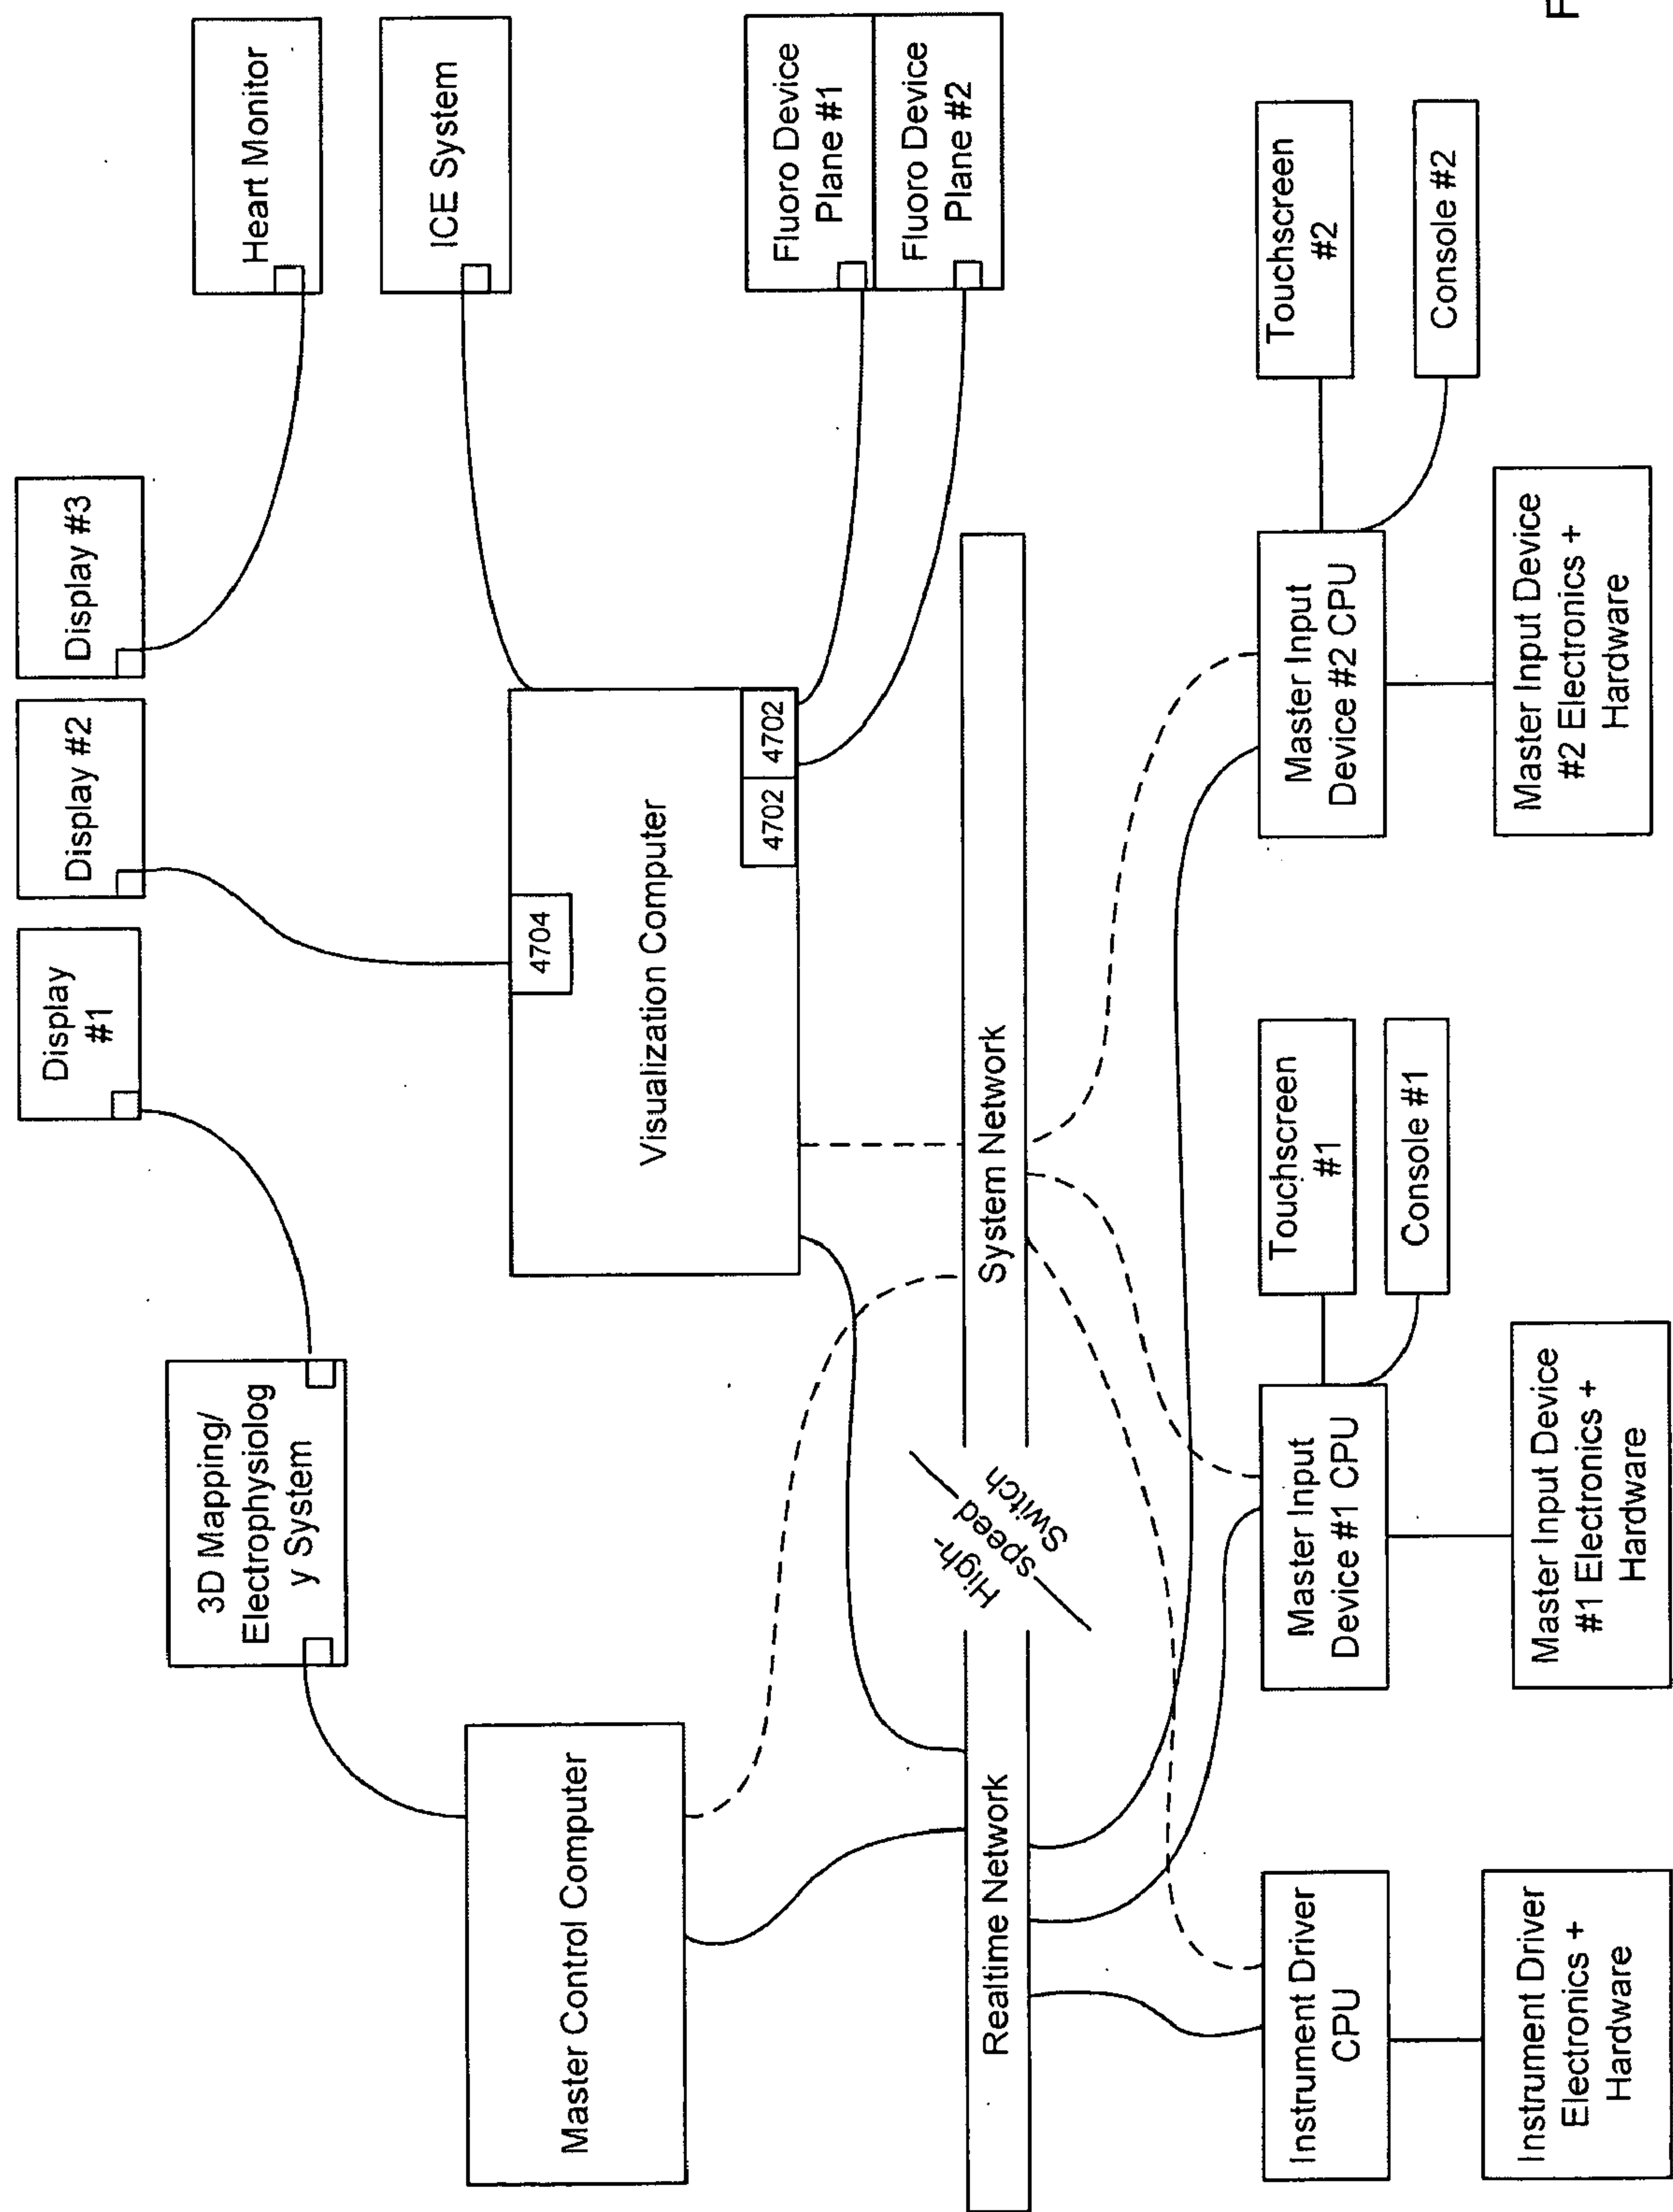 Display
#1
Display #2
Display #3
3D Mapping/
Electrophysiolog
y System
Heart Monitor
ICE System
Master Control Computer
4704
Visualization Computer
4702
4702
Fluoro Device
Plane #1
Fluoro Device
Plane #2
Realtime Network
High-
speed
Switch
System Network
Instrument Driver
CPU
Instrument Driver
Electronics +
Hardware
Master Input
Device #1 CPU
Touchscreen
#1
Console #1
Master Input Device
#1 Electronics +
Hardware
Master Input
Device #2 CPU
Touchscreen
#2
Console #2
Master Input Device
#2 Electronics +
Hardware